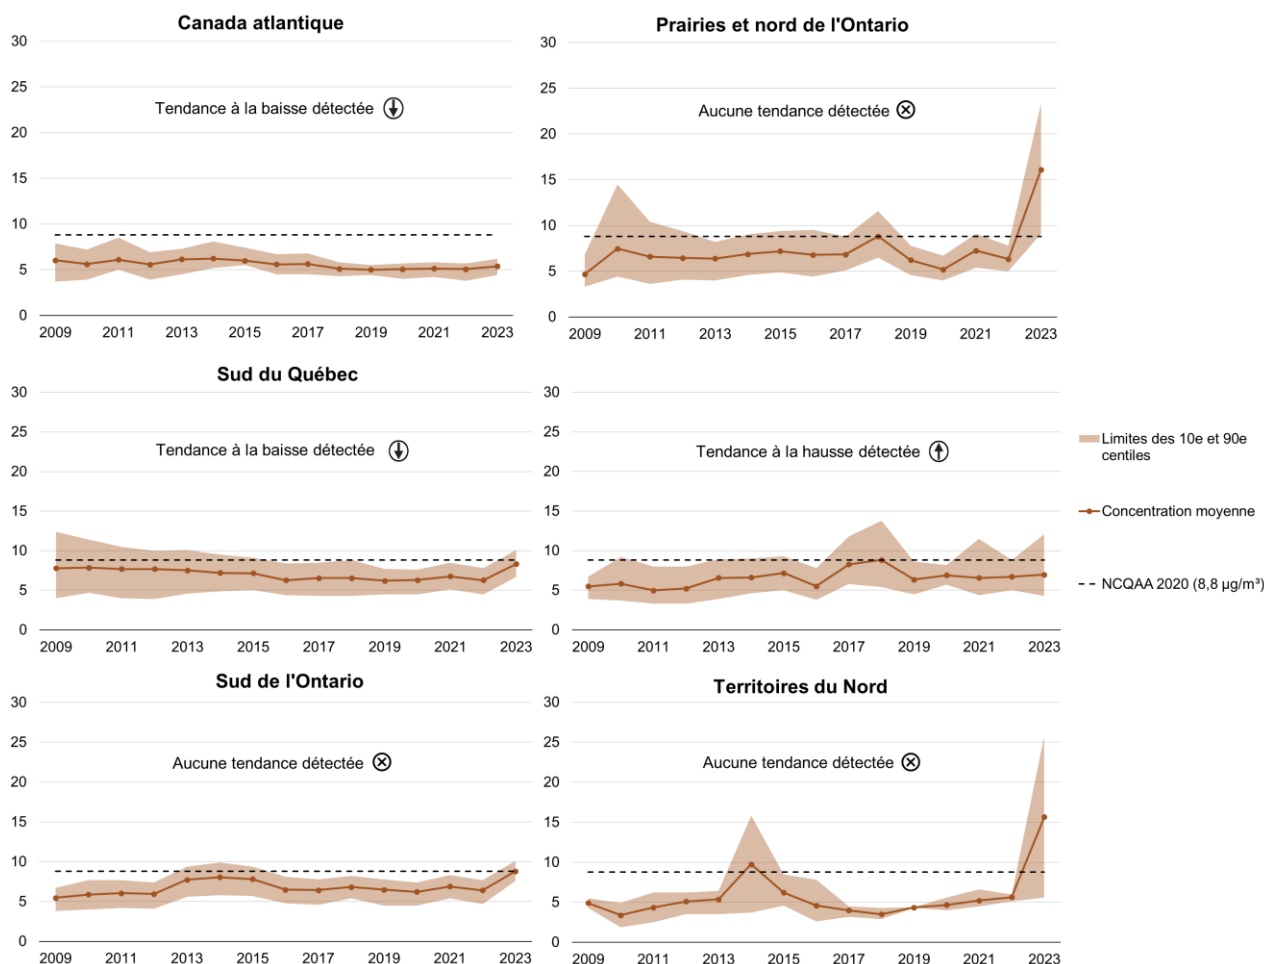 Canada atlantique
30
25
20
15
10
5
0
Tendance à la baisse détectée
2009 2011 2013 2015 2017 2019 2021 2023
Prairies et nord de l'Ontario
30
25
20
15
10
5
0
Aucune tendance détectée
2009 2011 2013 2015 2017 2019 2021 2023
Sud du Québec
30
25
20
15
10
5
0
Tendance à la baisse détectée
2009 2011 2013 2015 2017 2019 2021 2023
30
25
20
15
10
5
0
Tendance à la hausse détectée
2009 2011 2013 2015 2017 2019 2021 2023
Limites des 10e et 90e
centiles
Concentration moyenne
NCQAA 2020 (8,8 µg/m³)
Sud de l'Ontario
30
25
20
15
10
5
0
Aucune tendance détectée
2009 2011 2013 2015 2017 2019 2021 2023
Territoires du Nord
30
25
20
15
10
5
0
Aucune tendance détectée
2009 2011 2013 2015 2017 2019 2021 2023